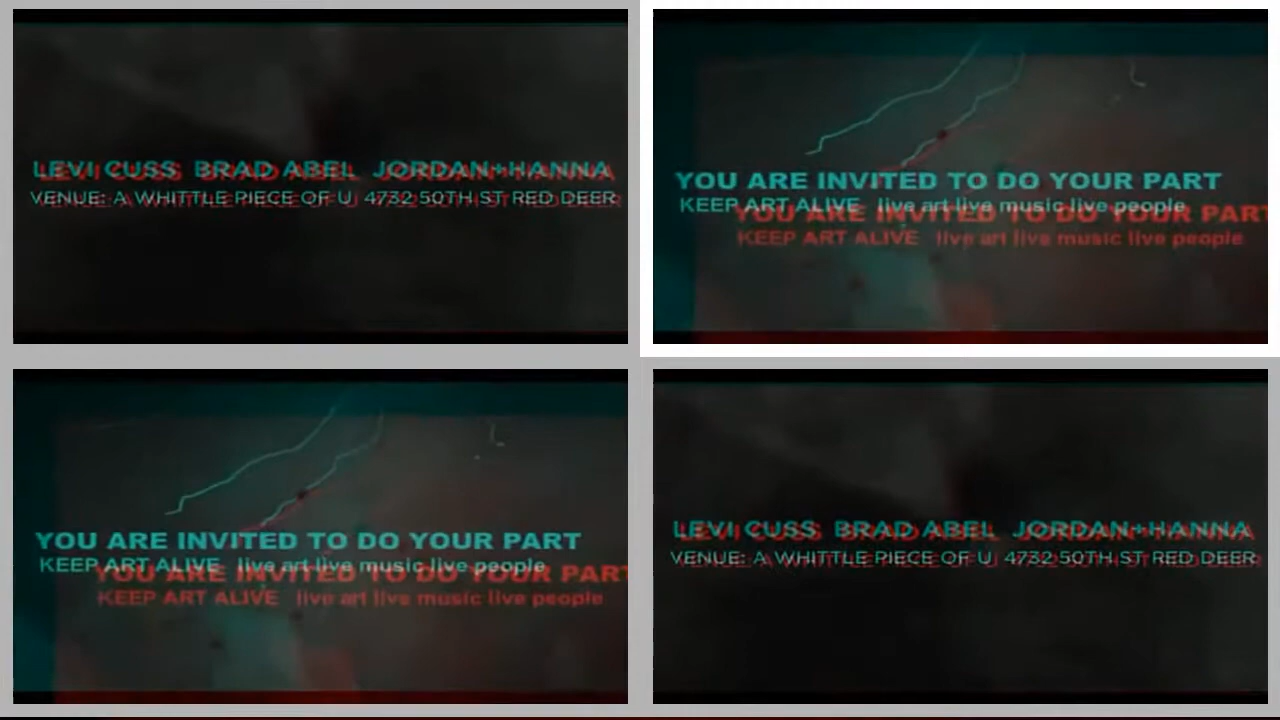 LEVI CUSS BRAD ABEL JORDAN+HANNA
VENUE: A WHITTLE PIECE OF U 4732 50TH ST RED DEER
YOU ARE INVITED TO DO YOUR PART
KEEP ART ALIVE live art live music live people
YOU ARE INVITED TO DO YOUR PART
KEEP ART ALIVE live art live music live people
YOU ARE INVITED TO DO YOUR PART
KEEP ART ALIVE live art live music live people
YOU ARE INVITED TO DO YOUR PART
KEEP ART ALIVE live art live music live people
LEVI CUSS BRAD ABEL JORDAN+HANNA
VENUE: A WHITTLE PIECE OF U 4732 50TH ST RED DEER